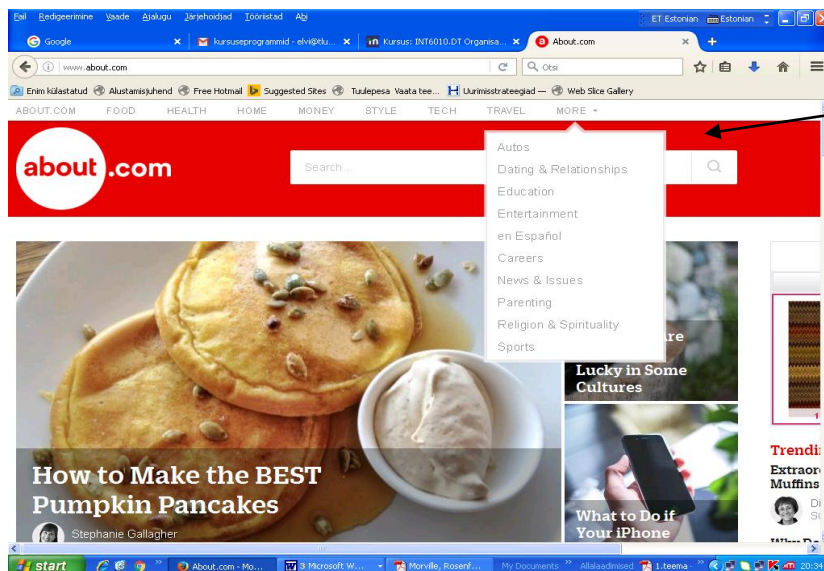 Fail Redigeerimine Vaade Ajalugu Järjehoidjad Tööriistad Abi
ET Estonian Estonian
Google
kursuseprogrammid - elvi@tlu...
Kursus: INT6010.DT Organisa...
About.com
www.about.com
Otsi
Enim külastatud Alustamisjuhend Free Hotmail Suggested Sites Tuulepesa Vaata tee... Uurimisstrateegiad — Web Slice Gallery
ABOUT.COM FOOD HEALTH HOME MONEY STYLE TECH TRAVEL MORE
Autos
Dating & Relationships
Education
Entertainment
en Español
Careers
News & Issues
Parenting
Religion & Spirituality
Sports
about.com
Search...
How to Make the BEST
Pumpkin Pancakes
Stephanie Gallagher
Lucky in Some
Cultures
What to Do if
Your iPhone
Trendi
Extraor
Muffins
Di
start
About.com - Mo...
3 Microsoft W...
Morville, Rosenf...
My Documents
Allalaadimised
1.teema -
20:34